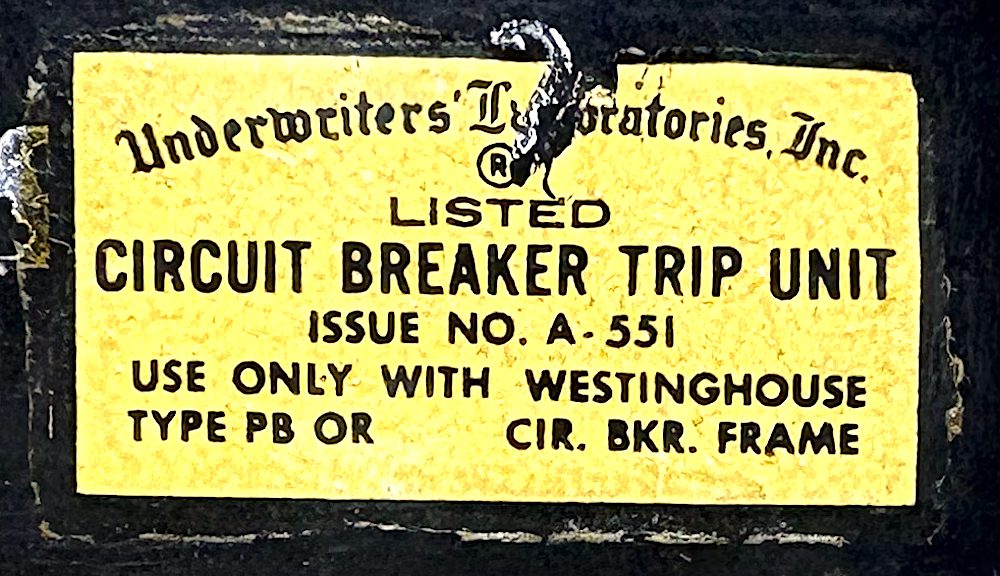 Underwriters' Laboratories, Inc.
®
LISTED
CIRCUIT BREAKER TRIP UNIT
ISSUE NO. A-551
USE ONLY WITH WESTINGHOUSE
TYPE PB OR CIR. BKR. FRAME